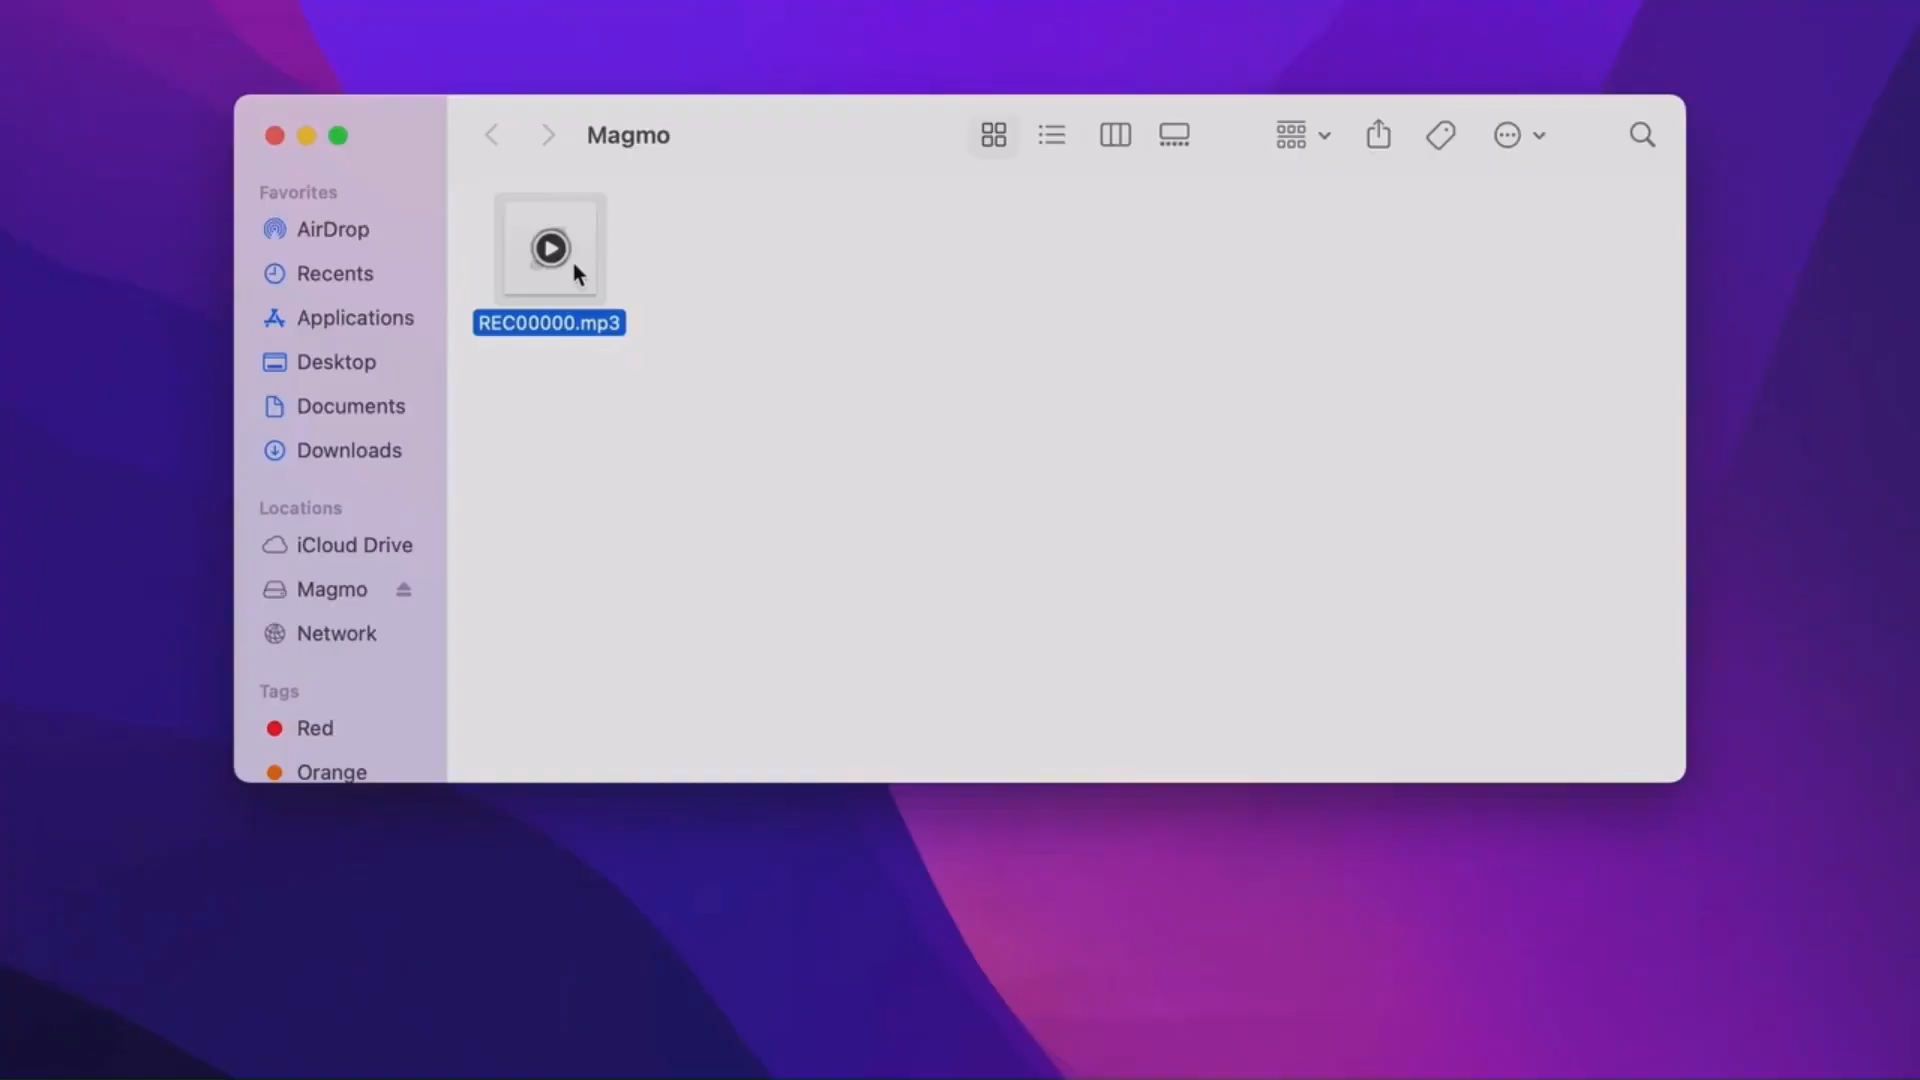 Magmo
Favorites
AirDrop
Recents
Applications
Desktop
Documents
Downloads
Locations
iCloud Drive
Magmo
Network
Tags
Red
Orange
REC00000.mp3